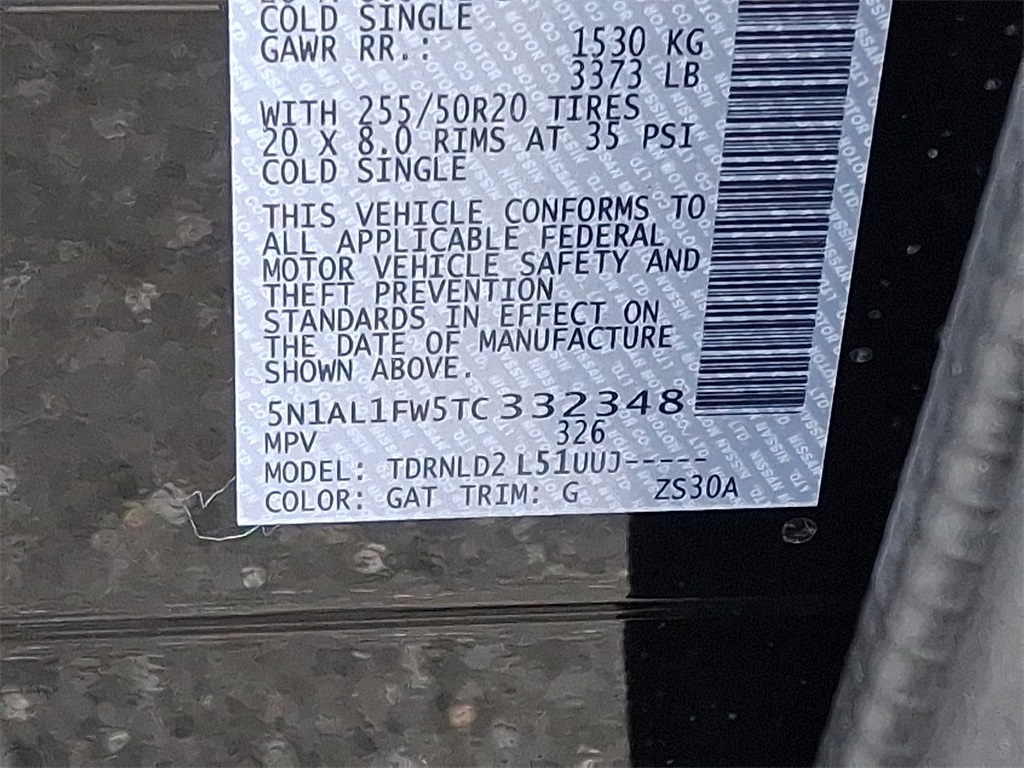 COLD SINGLE
GAWR RR.: 1530 KG
3373 LB
WITH 255/50R20 TIRES
20 X 8.0 RIMS AT 35 PSI
COLD SINGLE
THIS VEHICLE CONFORMS TO
ALL APPLICABLE FEDERAL
MOTOR VEHICLE SAFETY AND
THEFT PREVENTION
STANDARDS IN EFFECT ON
THE DATE OF MANUFACTURE
SHOWN ABOVE.
5N1AL1FW5TC332348
MPV 326
MODEL: TDRNLD2 L51UUJ-----
COLOR: GAT TRIM: G ZS30A